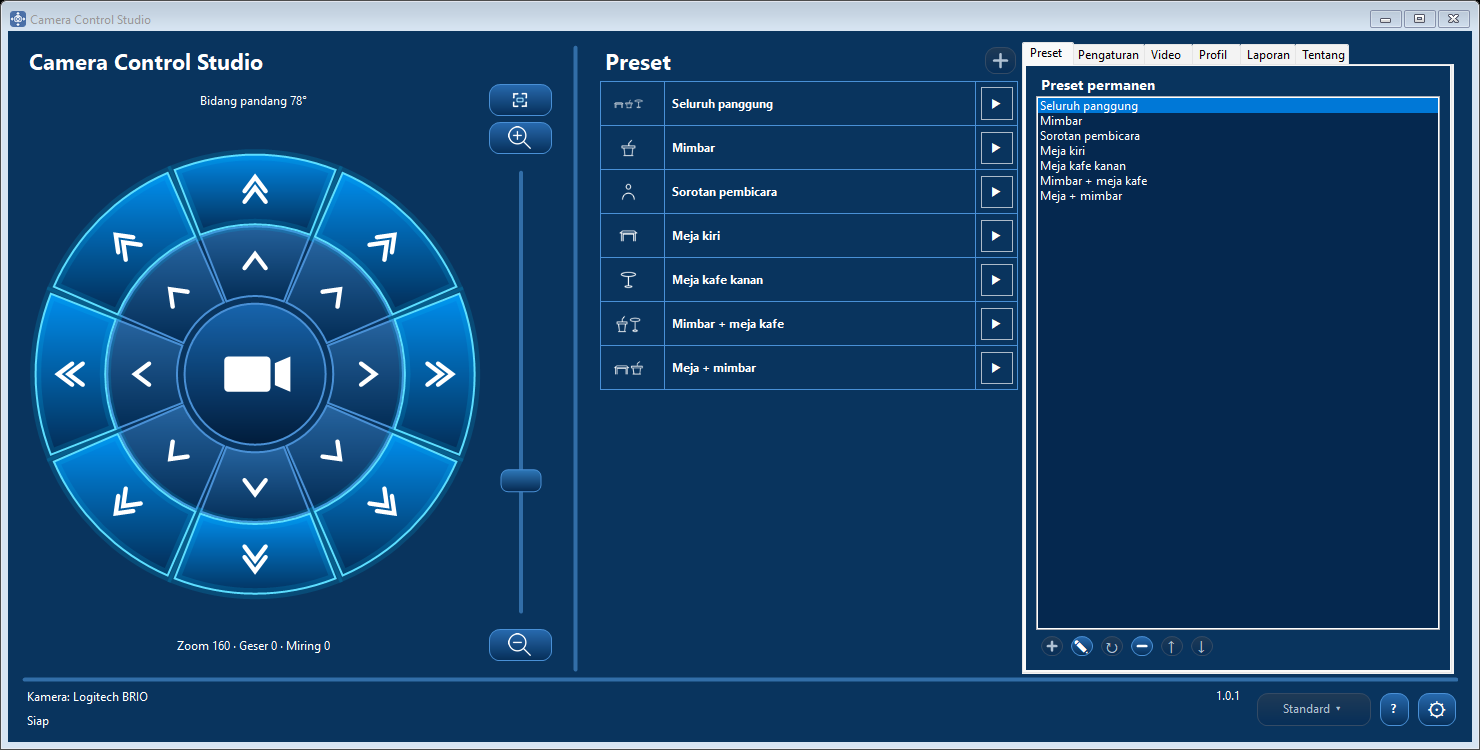 Camera Control Studio
Camera Control Studio
Bidang pandang 78°
Zoom 160 · Geser 0 · Miring 0
Preset
Seluruh panggung
Mimbar
Sorotan pembicara
Meja kiri
Meja kafe kanan
Mimbar + meja kafe
Meja + mimbar
Preset Pengaturan Video Profil Laporan Tentang
Preset permanen
Seluruh panggung
Mimbar
Sorotan pembicara
Meja kiri
Meja kafe kanan
Mimbar + meja kafe
Meja + mimbar
Kamera: Logitech BRIO
Siap
1.0.1
Standard
?